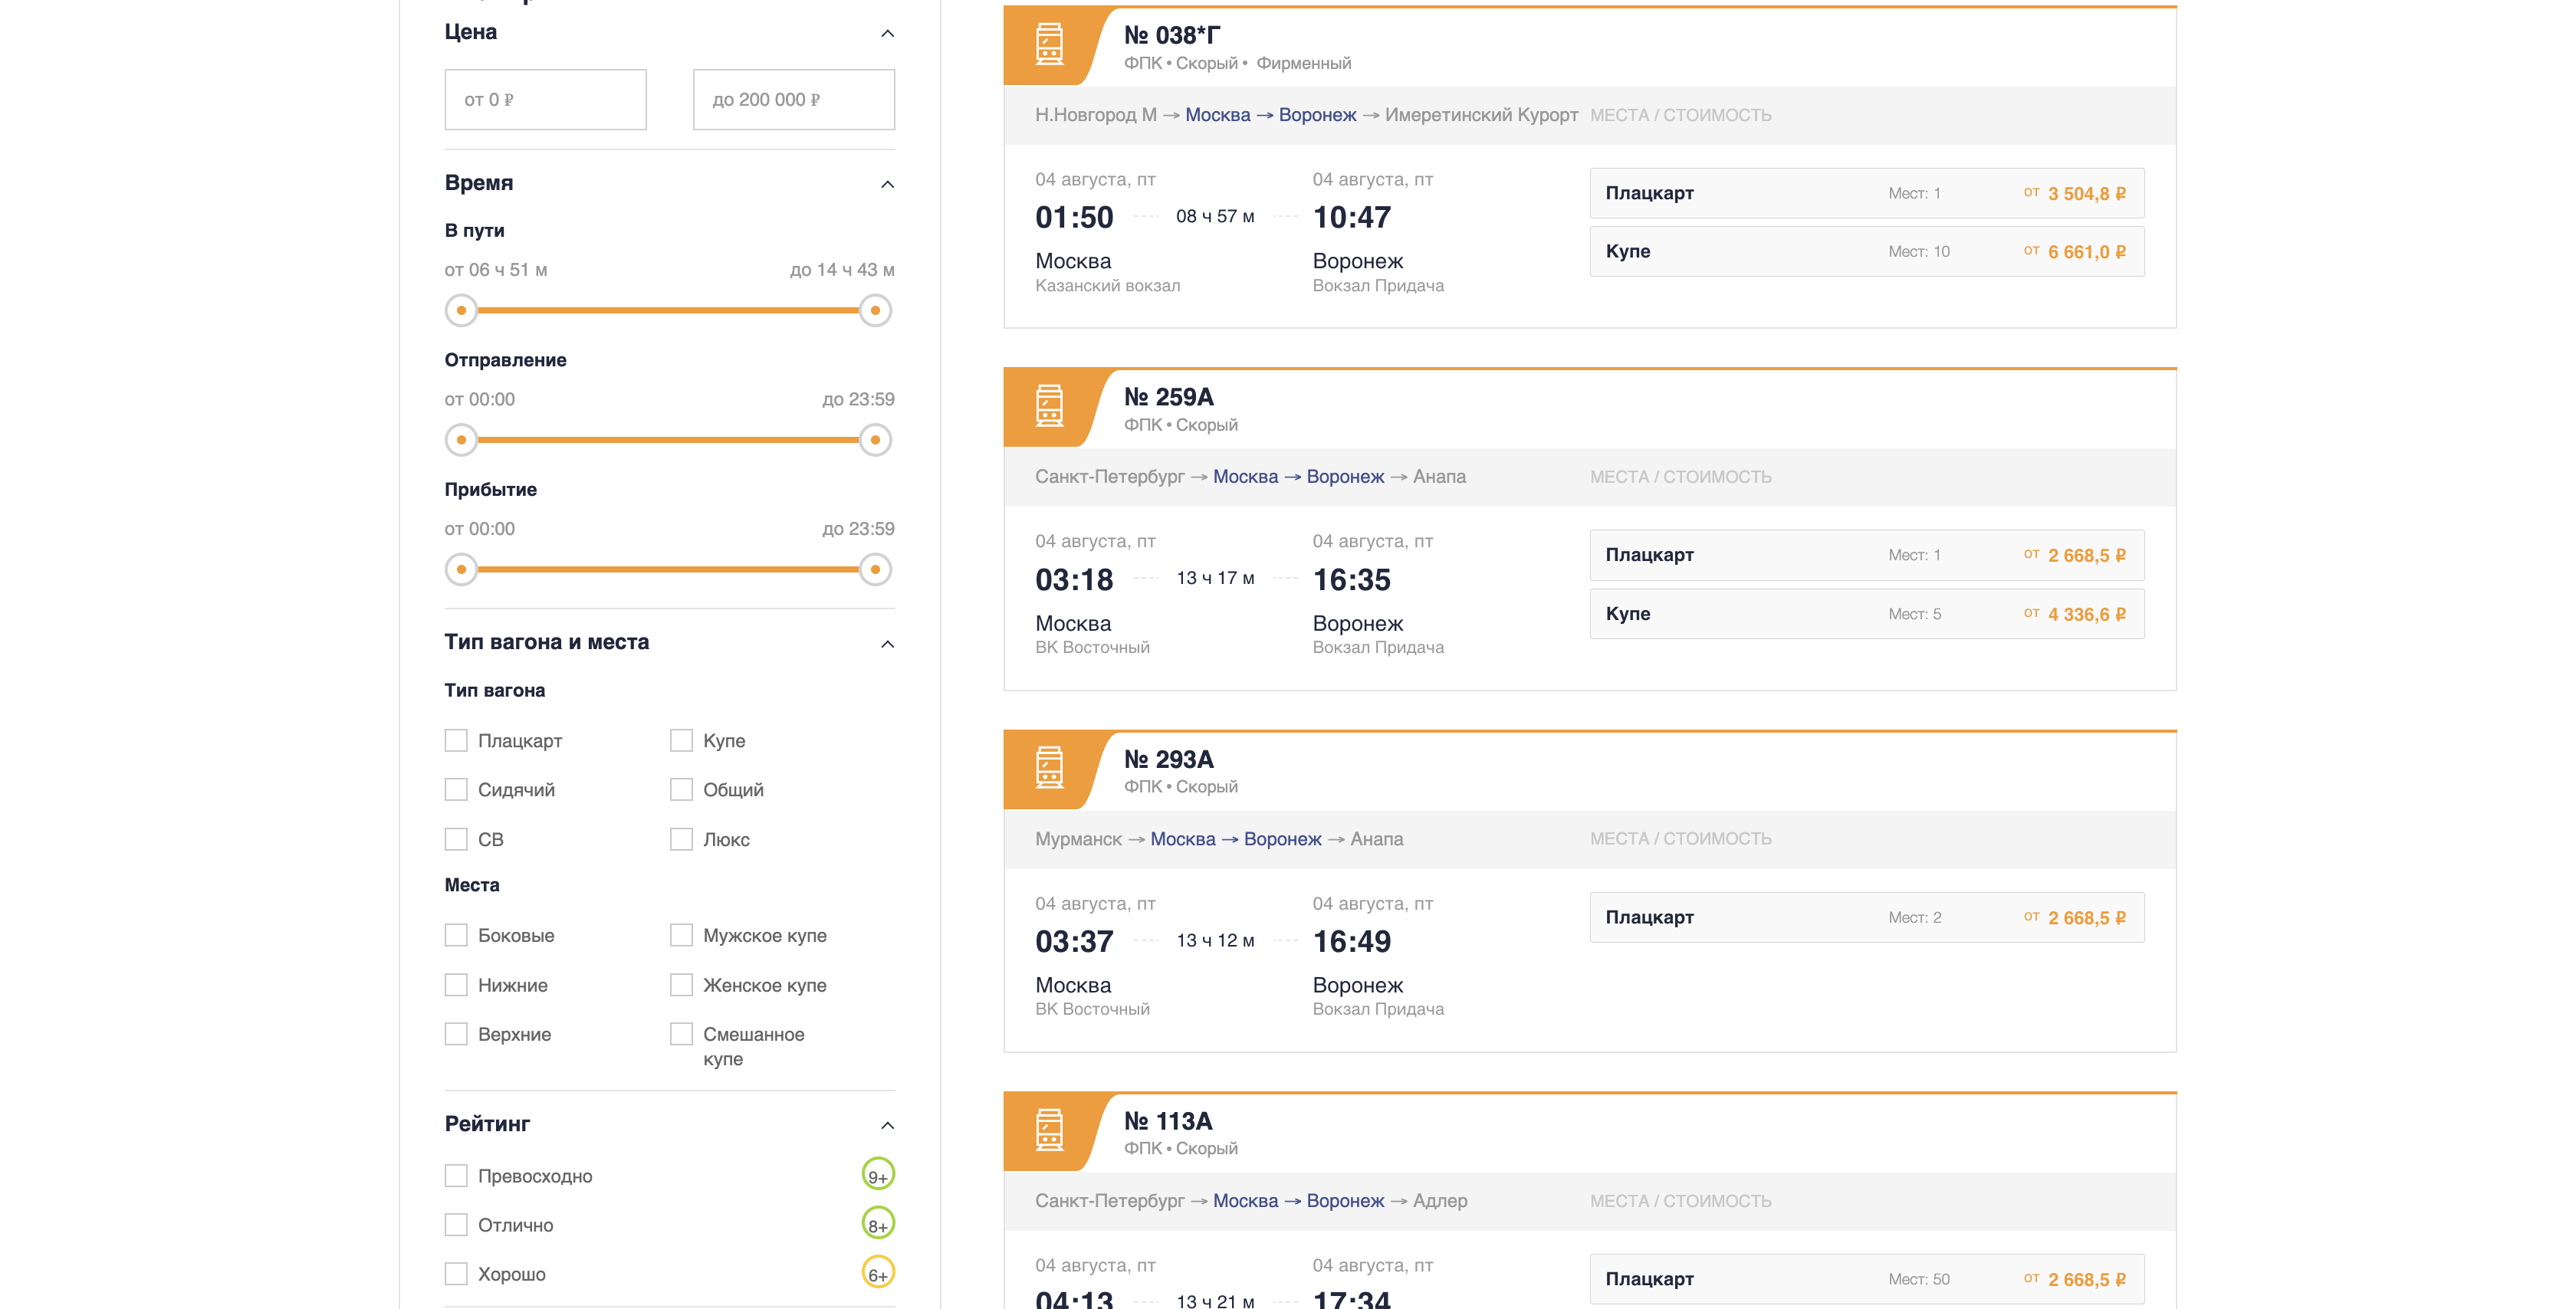 Цена
от 0 ₽
до 200 000 ₽
Время
В пути
от 06 ч 51 м
до 14 ч 43 м
Отправление
от 00:00
до 23:59
Прибытие
от 00:00
до 23:59
Тип вагона и места
Тип вагона
Плацкарт
Купе
Сидячий
Общий
СВ
Люкс
Места
Боковые
Мужское купе
Нижние
Женское купе
Верхние
Смешанное
купе
Рейтинг
Превосходно
9+
Отлично
8+
Хорошо
6+
№ 038*Г
ФПК • Скорый • Фирменный
Н.Новгород М → Москва → Воронеж → Имеретинский Курорт
МЕСТА / СТОИМОСТЬ
04 августа, пт
04 августа, пт
01:50
08 ч 57 м
10:47
Москва
Воронеж
Казанский вокзал
Вокзал Придача
Плацкарт
Мест: 1
от 3 504,8 ₽
Купе
Мест: 10
от 6 661,0 ₽
№ 259А
ФПК • Скорый
Санкт-Петербург → Москва → Воронеж → Анапа
МЕСТА / СТОИМОСТЬ
04 августа, пт
04 августа, пт
03:18
13 ч 17 м
16:35
Москва
Воронеж
ВК Восточный
Вокзал Придача
Плацкарт
Мест: 1
от 2 668,5 ₽
Купе
Мест: 5
от 4 336,6 ₽
№ 293А
ФПК • Скорый
Мурманск → Москва → Воронеж → Анапа
МЕСТА / СТОИМОСТЬ
04 августа, пт
04 августа, пт
03:37
13 ч 12 м
16:49
Москва
Воронеж
ВК Восточный
Вокзал Придача
Плацкарт
Мест: 2
от 2 668,5 ₽
№ 113А
ФПК • Скорый
Санкт-Петербург → Москва → Воронеж → Адлер
МЕСТА / СТОИМОСТЬ
04 августа, пт
04 августа, пт
04:13
13 ч 21 м
17:34
Плацкарт
Мест: 50
от 2 668,5 ₽